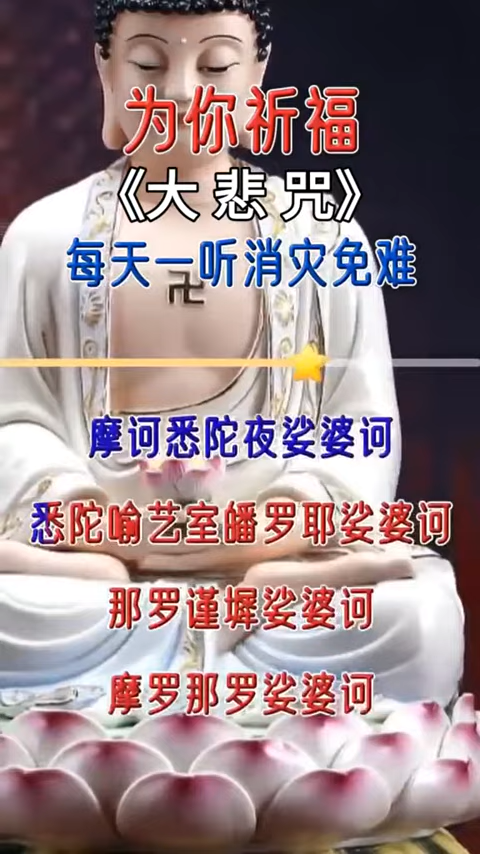 为你祈福
《大悲咒》
每天一听消灾免难
卍
摩诃悉陀夜娑婆诃
悉陀喻艺室皤罗耶娑婆诃
那罗谨墀娑婆诃
摩罗那罗娑婆诃